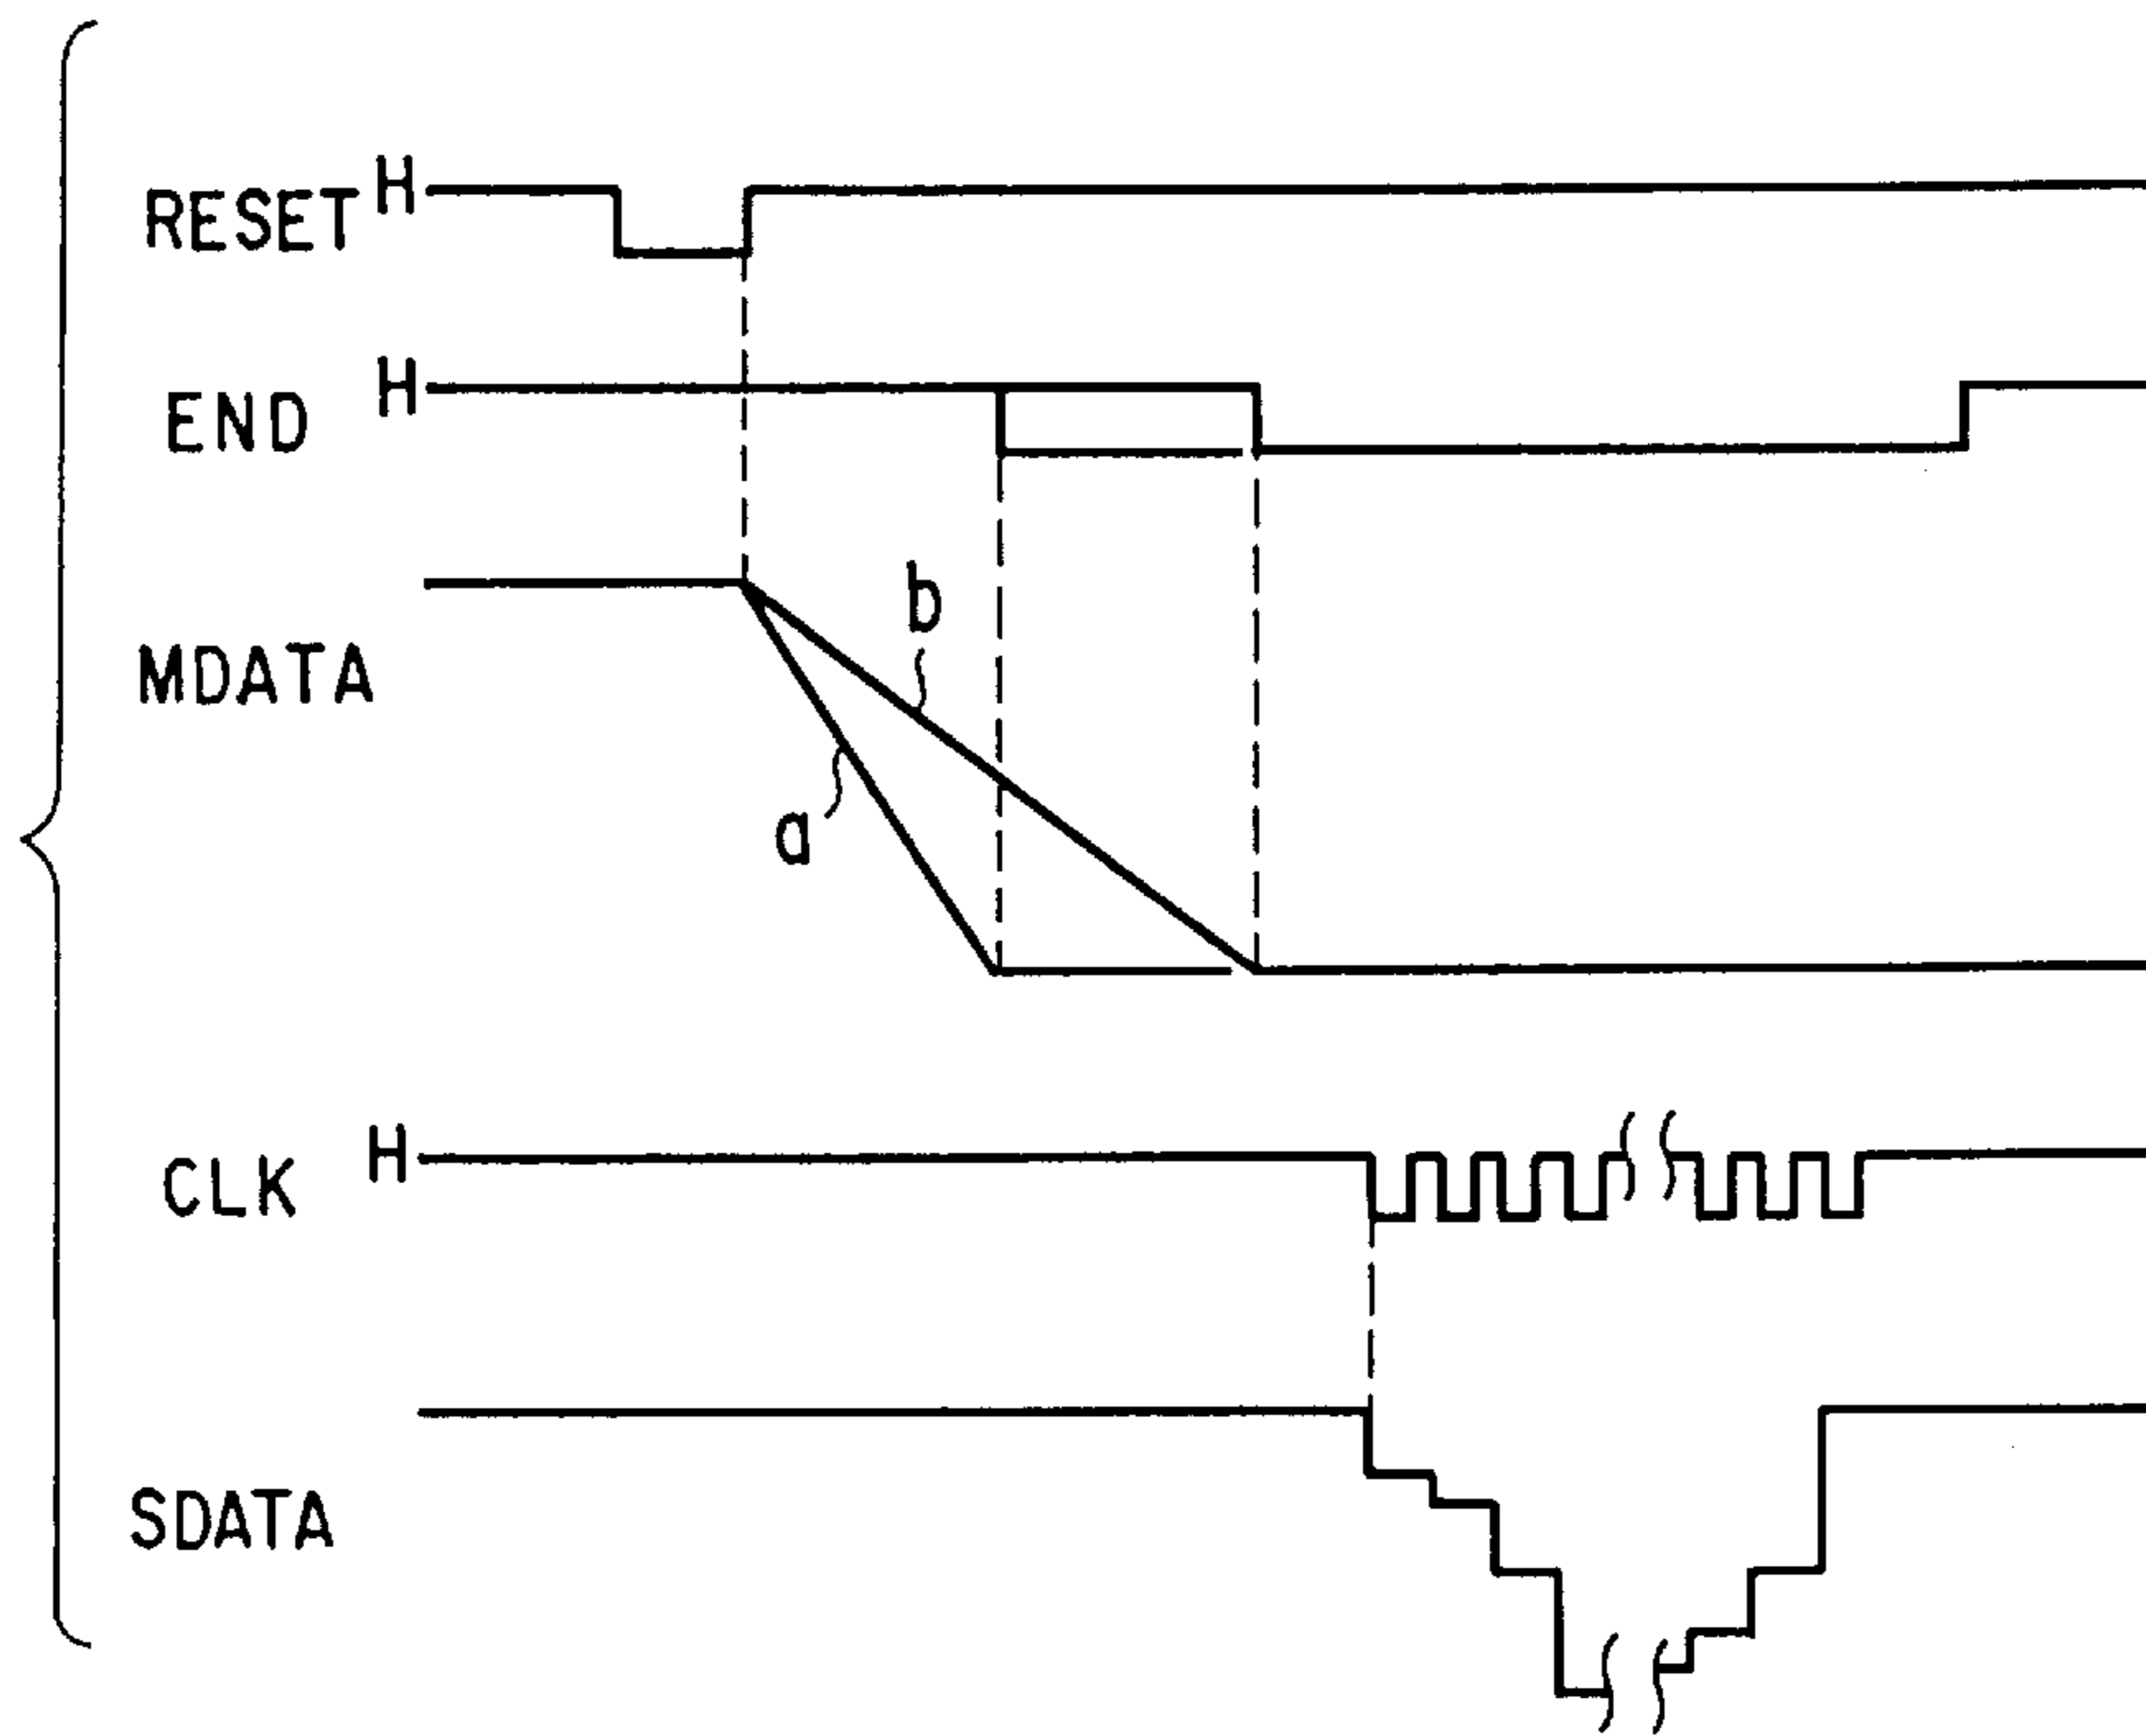 RESET H
END H
MDATA
b
a
CLK H
SDATA